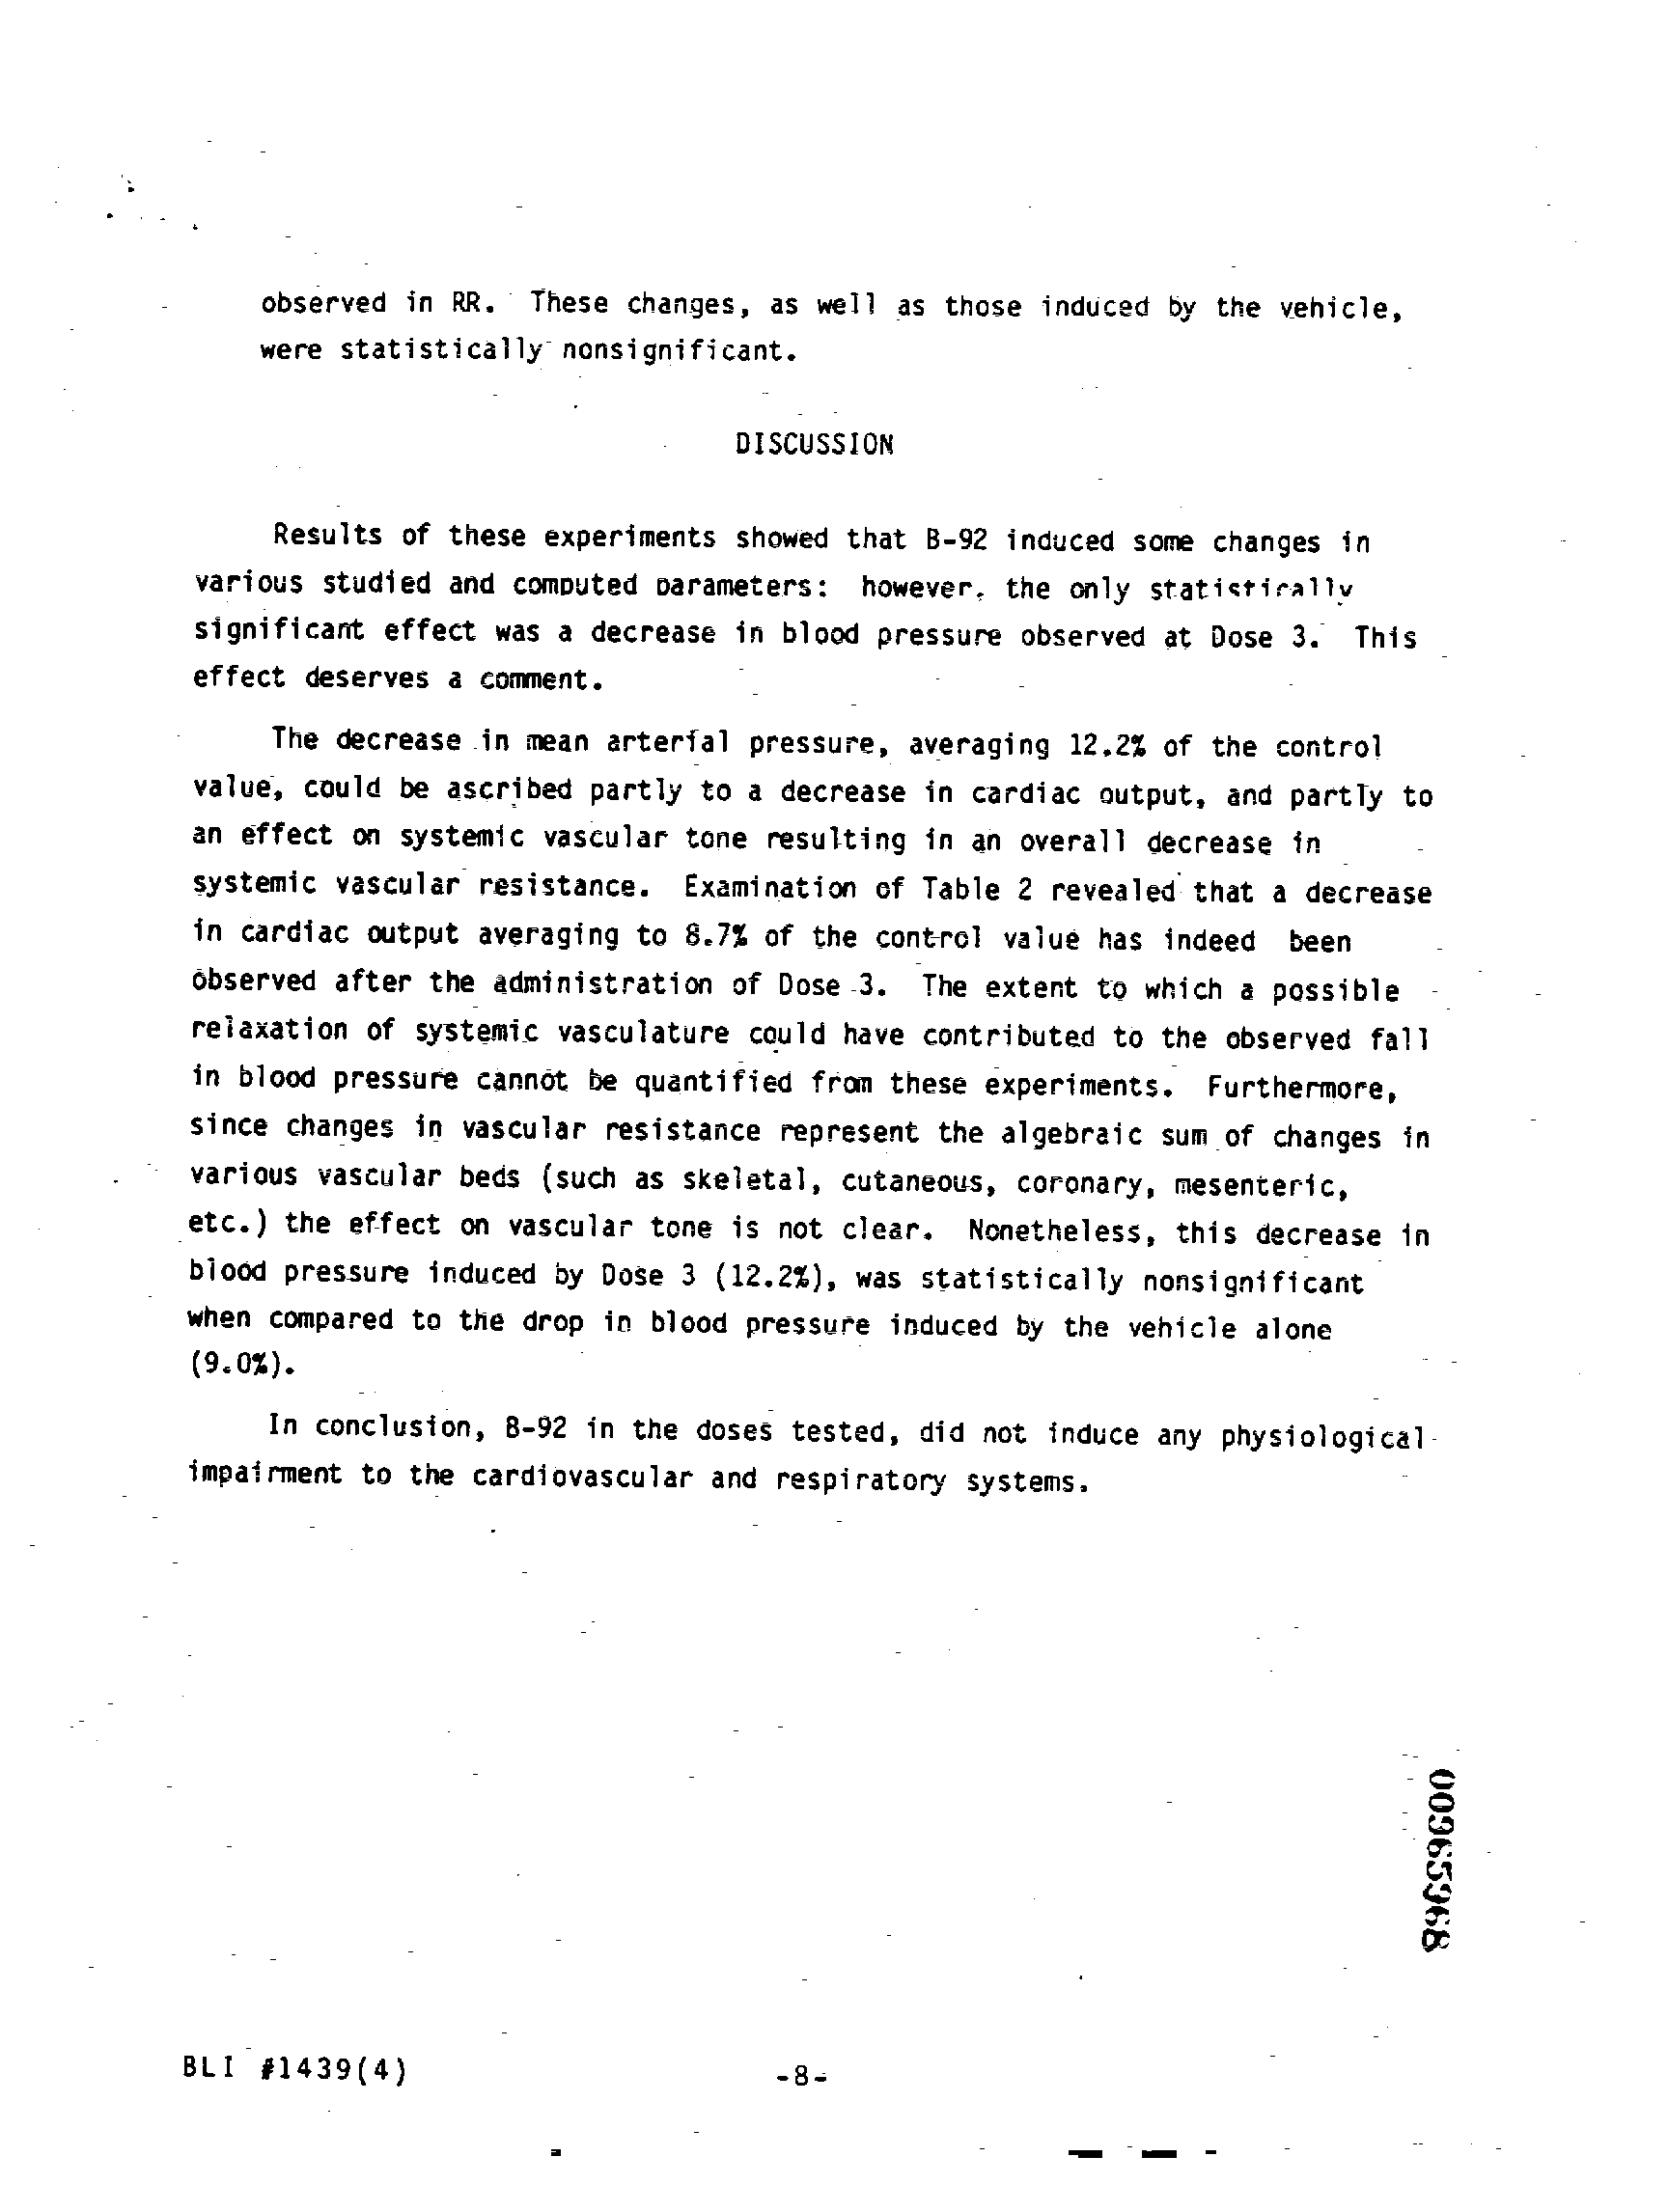 observed in RR. These changes, as well as those induced by the vehicle,
were statistically nonsignificant.
DISCUSSION
Results of these experiments showed that B-92 induced some changes in
various studied and computed parameters: however, the only statistically
significant effect was a decrease in blood pressure observed at Dose 3. This
effect deserves a comment.
The decrease in mean arterial pressure, averaging 12.2% of the control
value, could be ascribed partly to a decrease in cardiac output, and partly to
an effect on systemic vascular tone resulting in an overall decrease in
systemic vascular resistance. Examination of Table 2 revealed that a decrease
in cardiac output averaging to 8.7% of the control value has indeed been
observed after the administration of Dose 3. The extent to which a possible
relaxation of systemic vasculature could have contributed to the observed fall
in blood pressure cannot be quantified from these experiments. Furthermore,
since changes in vascular resistance represent the algebraic sum of changes in
various vascular beds (such as skeletal, cutaneous, coronary, mesenteric,
etc.) the effect on vascular tone is not clear. Nonetheless, this decrease in
blood pressure induced by Dose 3 (12.2%), was statistically nonsignificant
when compared to the drop in blood pressure induced by the vehicle alone
(9.0%).
In conclusion, B-92 in the doses tested, did not induce any physiological
impairment to the cardiovascular and respiratory systems.
00965968
BLI #1439(4)
-8-